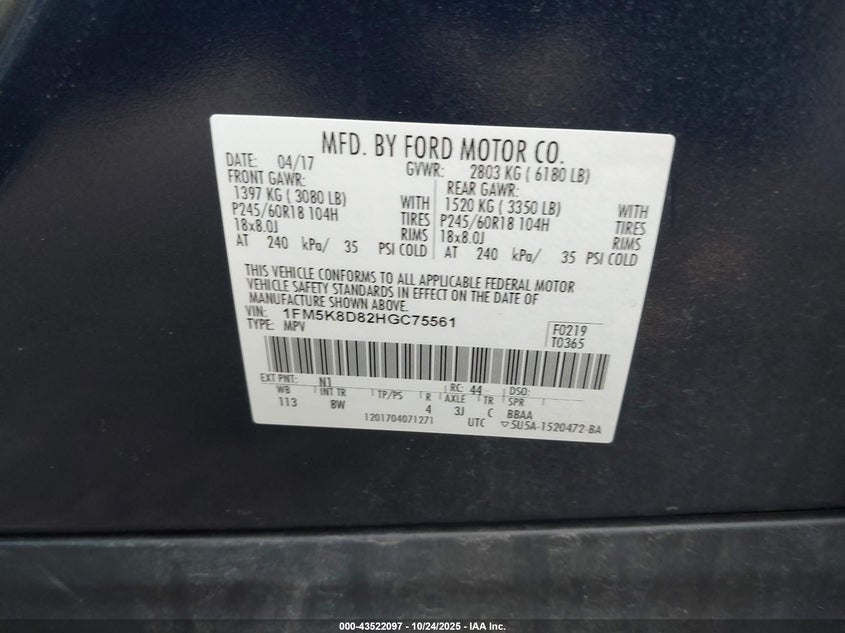 MFD. BY FORD MOTOR CO.
DATE: 04/17 GVWR: 2803 KG ( 6180 LB)
FRONT GAWR: REAR GAWR:
1397 KG ( 3080 LB) WITH 1520 KG ( 3350 LB) WITH
P245/60R18 104H TIRES P245/60R18 104H TIRES
18x8.0J RIMS 18x8.0J RIMS
AT 240 kPa/ 35 PSI COLD AT 240 kPa/ 35 PSI COLD
THIS VEHICLE CONFORMS TO ALL APPLICABLE FEDERAL MOTOR
VEHICLE SAFETY STANDARDS IN EFFECT ON THE DATE OF
MANUFACTURE SHOWN ABOVE.
VIN: 1FM5K8D82HGC75561 F0219
TYPE: MPV T0365
EXT PNT: N1 RC: 44 DSO:
WB INT TR TP/PS R AXLE TR SPR
113 8W 4 3J C BBAA
1201704071271 UTC ▽5U5A-1520472-BA
000-43522097 - 10/24/2025 - IAA Inc.